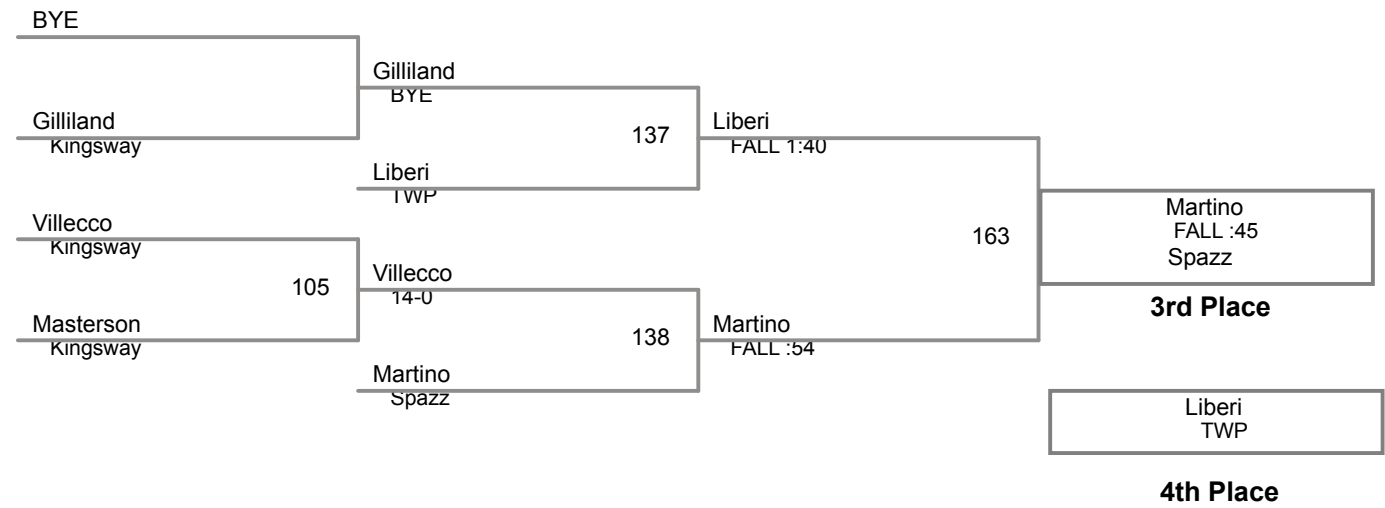 BYE
Gilliland
BYE
Gilliland
Kingsway
137
Liberi
FALL 1:40
Liberi
TWP
Villecco
Kingsway
105
Villecco
14-0
Masterson
Kingsway
138
Martino
FALL :54
Martino
Spazz
163
Martino
FALL :45
Spazz
3rd Place
Liberi
TWP
4th Place